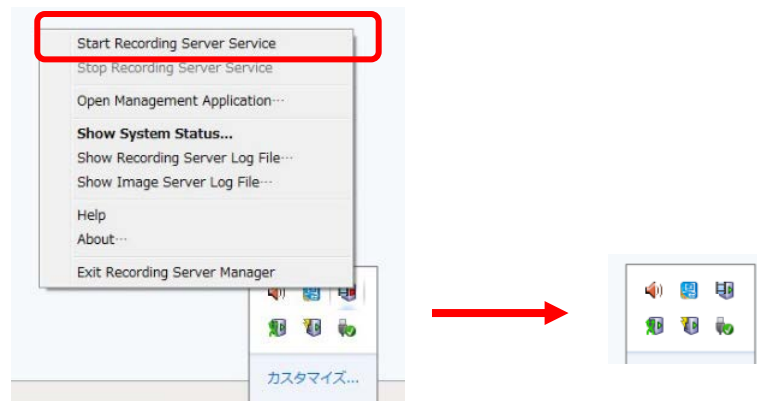 Start Recording Server Service
Stop Recording Server Service
Open Management Application…
Show System Status...
Show Recording Server Log File…
Show Image Server Log File…
Help
About…
Exit Recording Server Manager
カスタマイズ...